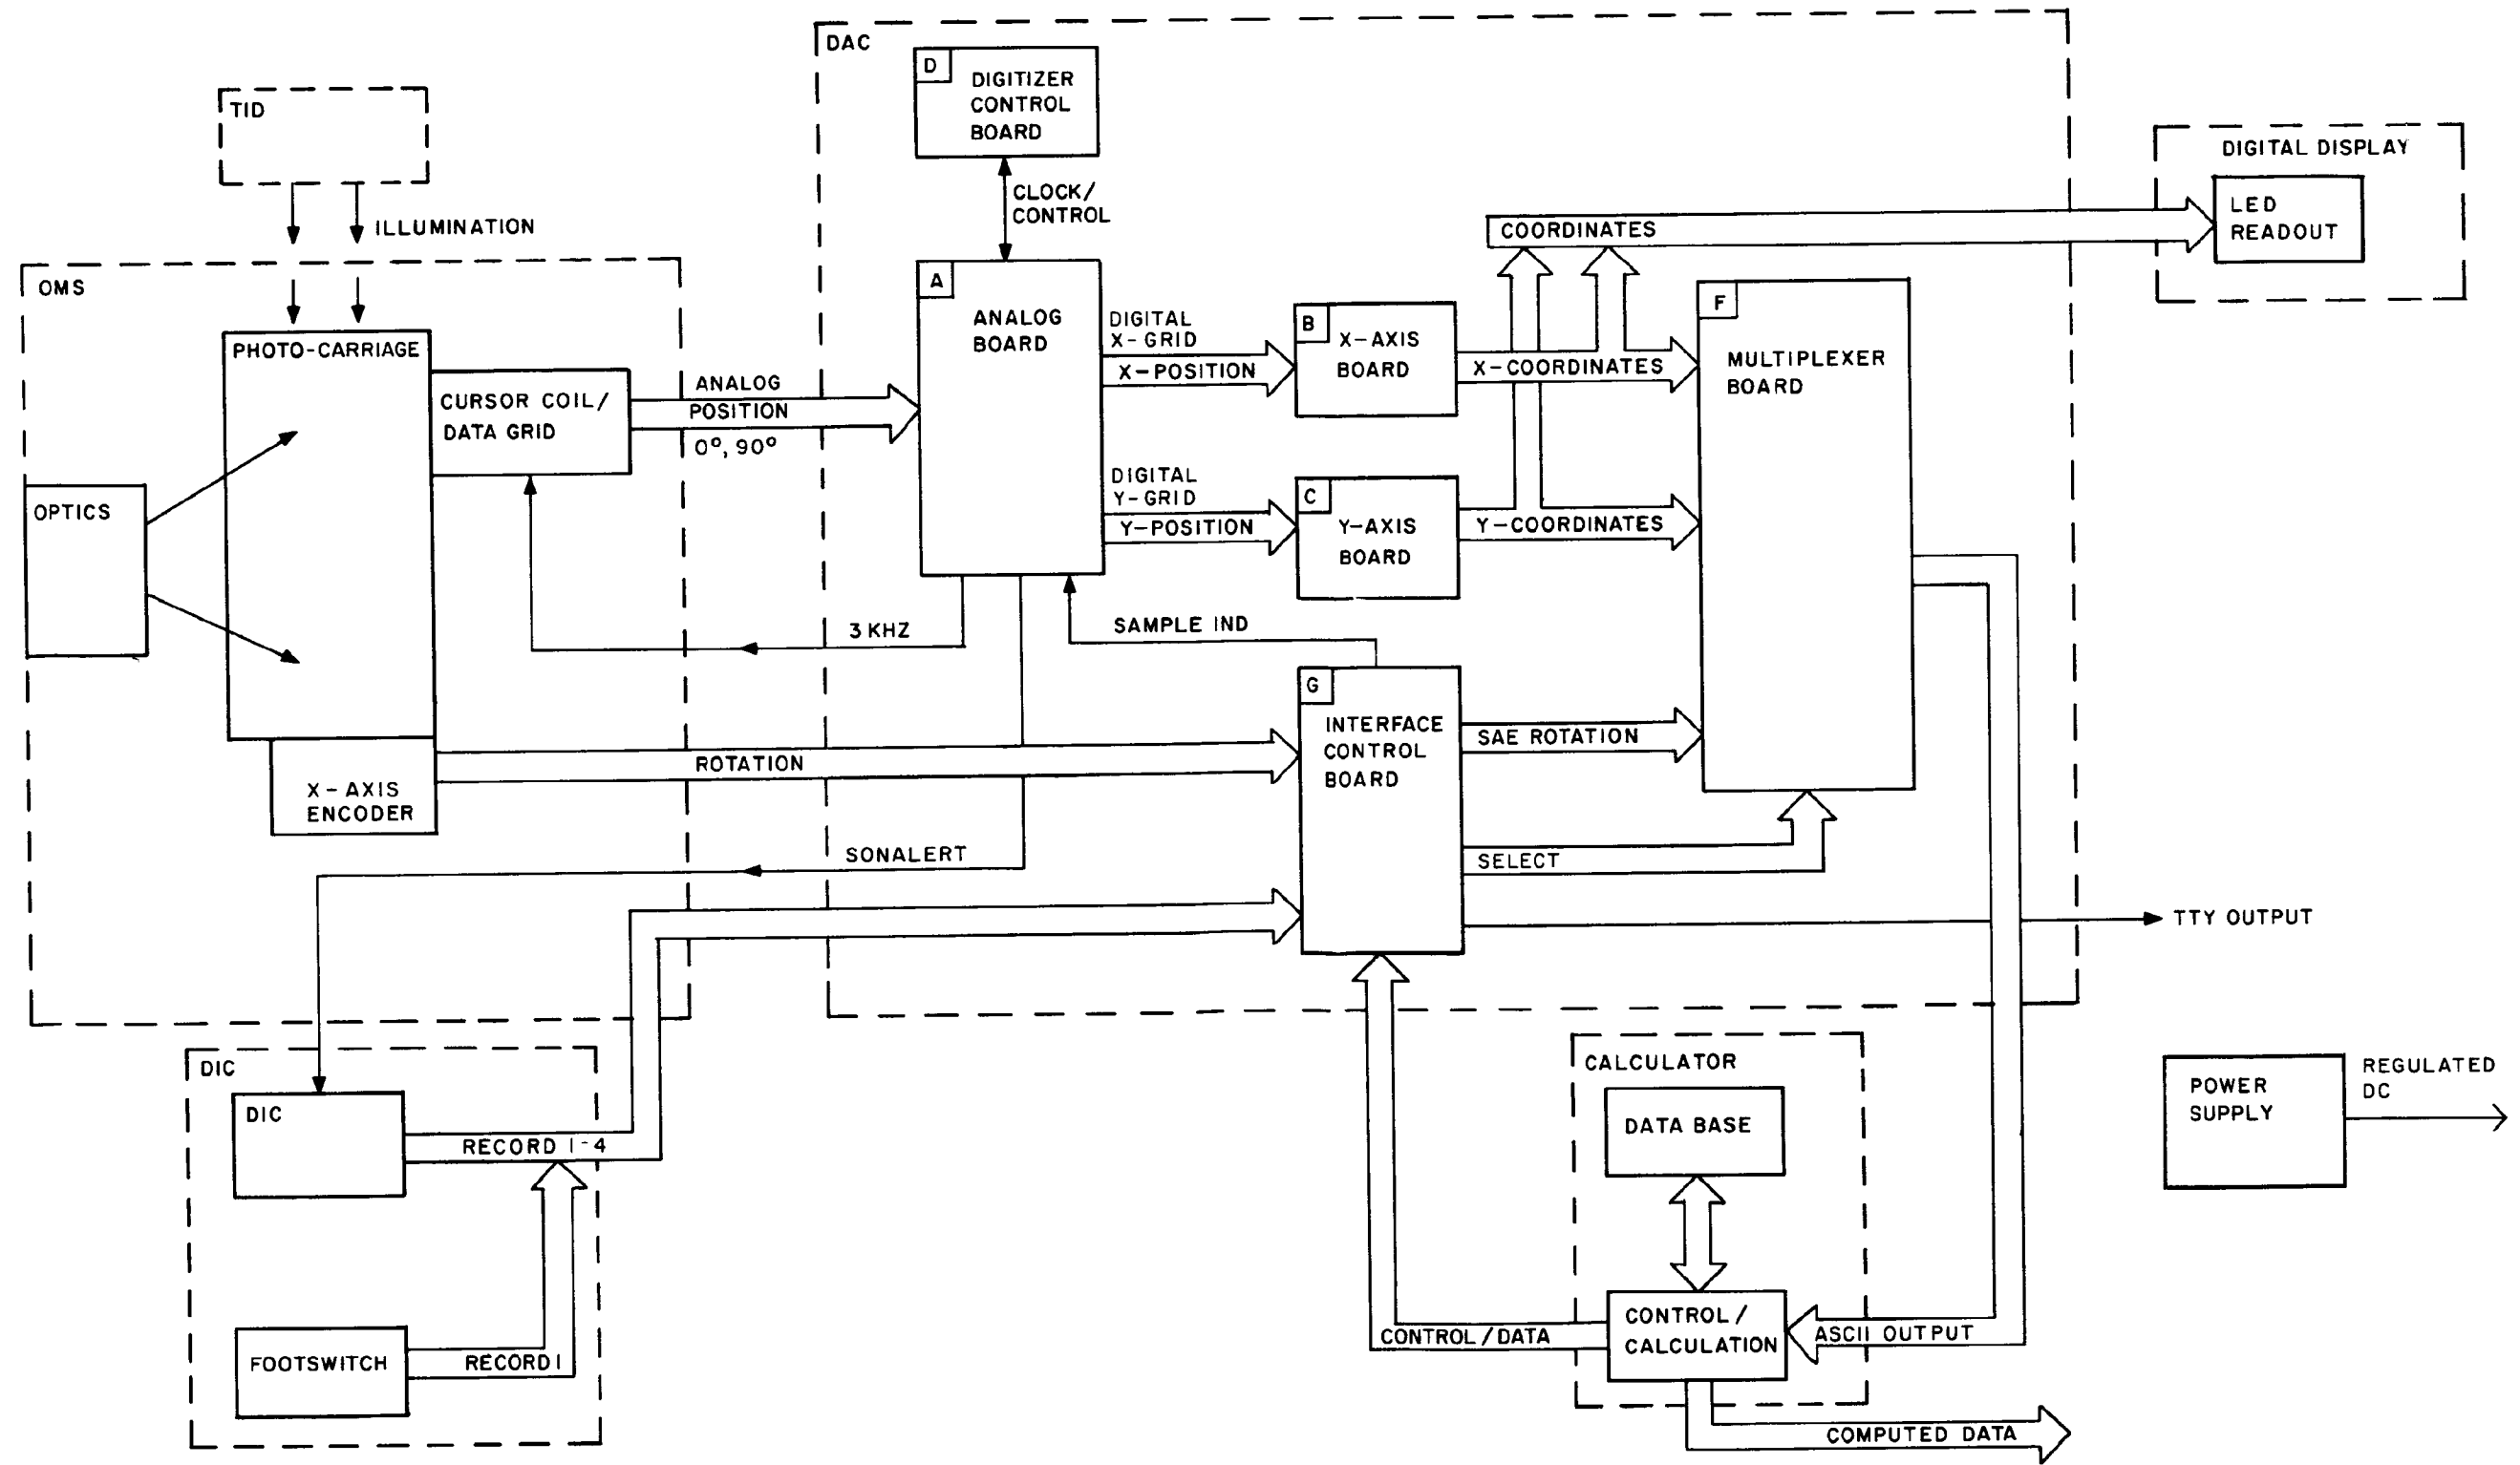 DAC
D
DIGITIZER
CONTROL
BOARD
TID
CLOCK/
CONTROL
ILLUMINATION
DIGITAL DISPLAY
LED
READOUT
COORDINATES
OMS
PHOTO-CARRIAGE
CURSOR COIL/
DATA GRID
ANALOG
POSITION
0°, 90°
OPTICS
A
ANALOG
BOARD
DIGITAL
X-GRID
X-POSITION
B
X-AXIS
BOARD
X-COORDINATES
F
MULTIPLEXER
BOARD
DIGITAL
Y-GRID
Y-POSITION
C
Y-AXIS
BOARD
Y-COORDINATES
3 KHZ
SAMPLE IND
G
INTERFACE
CONTROL
BOARD
SAE ROTATION
ROTATION
X-AXIS
ENCODER
SONALERT
SELECT
TTY OUTPUT
DIC
DIC
RECORD 1-4
FOOTSWITCH
RECORD 1
CALCULATOR
DATA BASE
CONTROL/
CALCULATION
CONTROL/DATA
ASCII OUTPUT
COMPUTED DATA
POWER
SUPPLY
REGULATED
DC